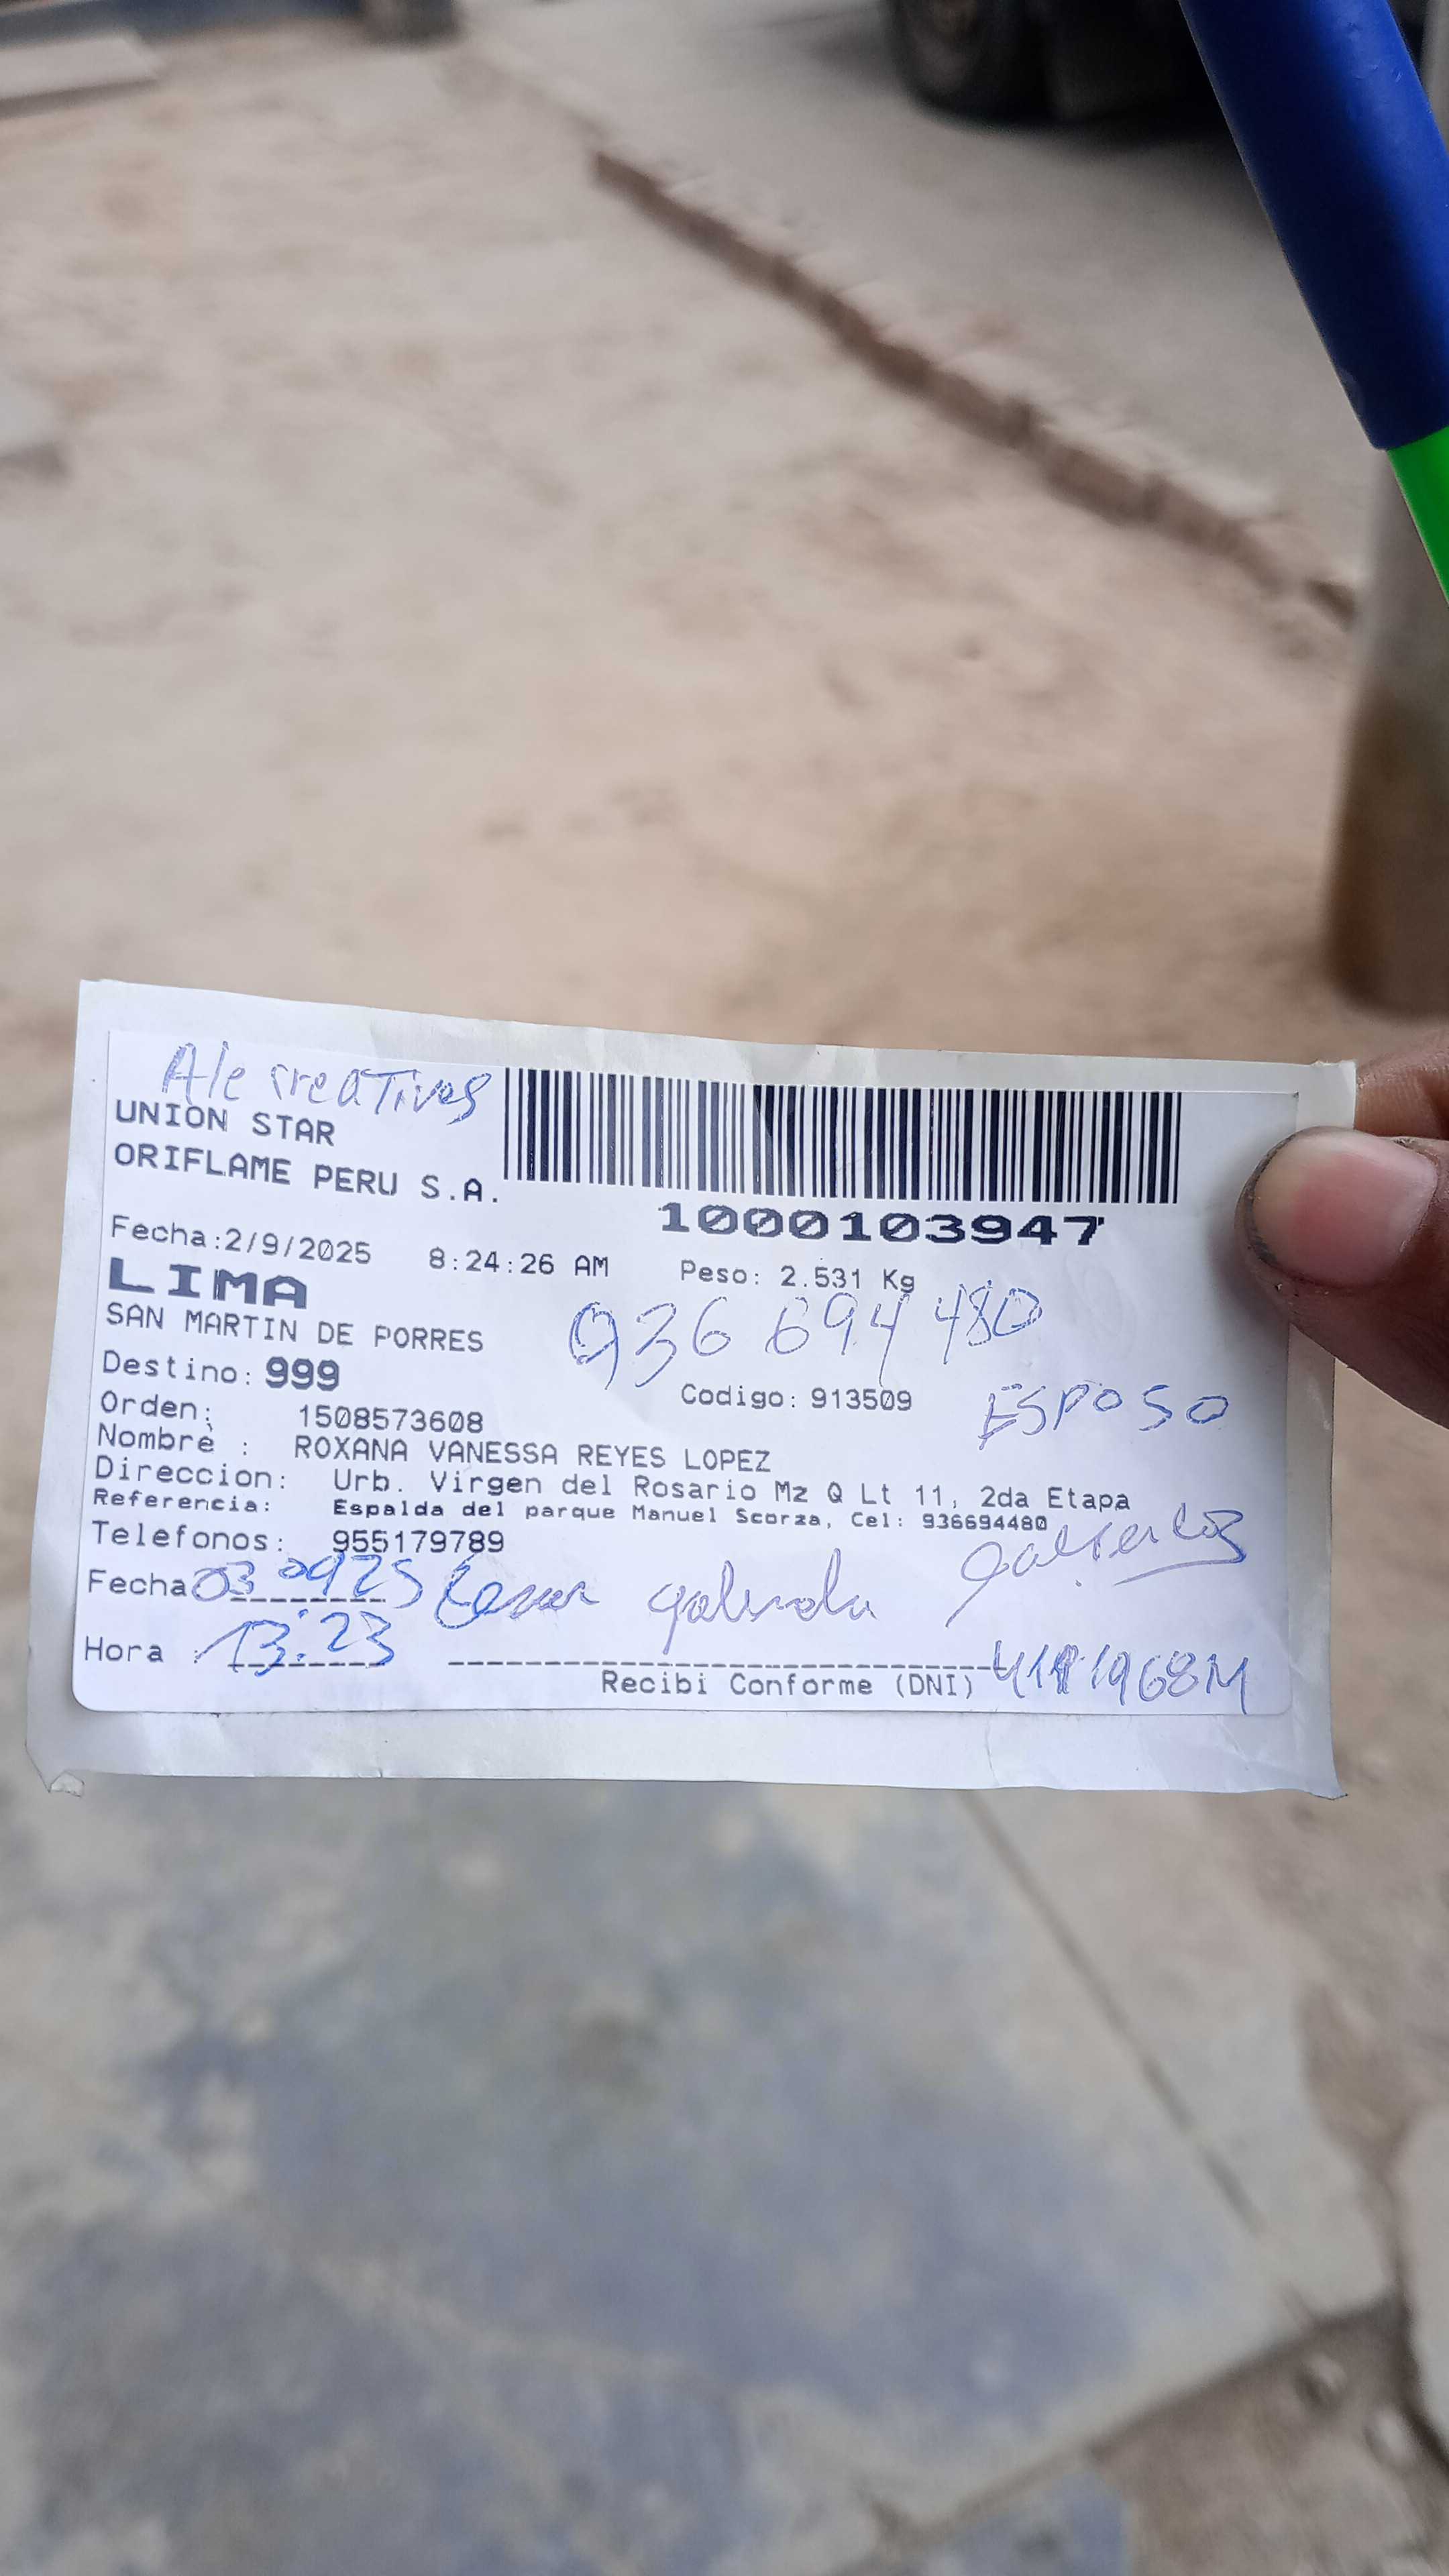 Ale creativos
UNION STAR
ORIFLAME PERU S.A.
1000103947
Fecha:2/9/2025 8:24:26 AM Peso: 2.531 Kg
LIMA
SAN MARTIN DE PORRES
936 694 480
Destino: 999
Codigo: 913509
ESPOSO
Orden: 1508573608
Nombre : ROXANA VANESSA REYES LOPEZ
Direccion: Urb. Virgen del Rosario Mz Q Lt 11, 2da Etapa
Referencia: Espalda del parque Manuel Scorza, Cel: 936694480
Telefonos: 955179789
Fecha 03 0925
Hora : 13:23
Recibi Conforme (DNI)